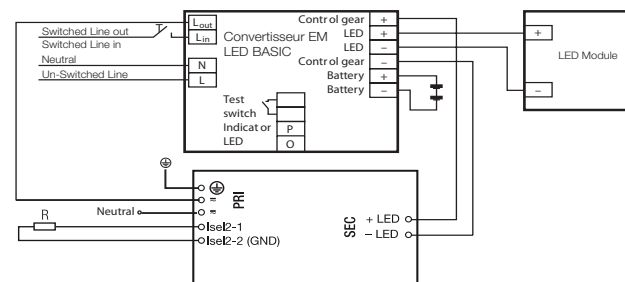 Switched Line out
Switched Line in
Neutral
Un-Switched Line
Lout
Lin
N
L
Convertisseur EM
LED BASIC
Control gear +
LED +
LED −
Control gear −
Battery +
Battery −
Test
switch
Indicator P
LED O
+
LED Module
−
R
Neutral
≂
≂
PRI
Isel2-1
Isel2-2 (GND)
SEC
+ LED
− LED